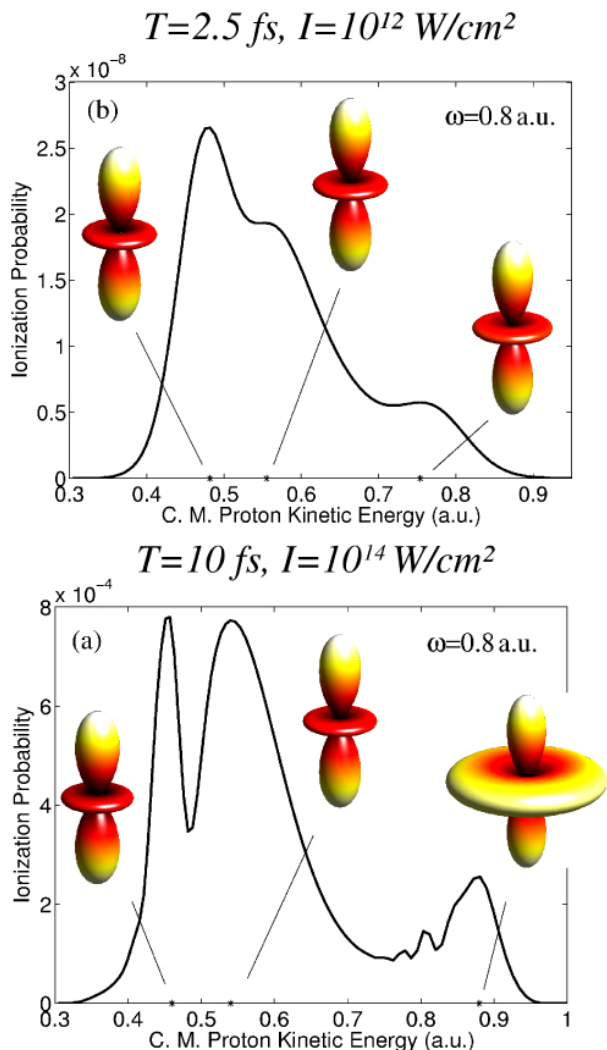 T=2.5 fs, I=10¹² W/cm²
× 10⁻⁸
3
(b)
ω=0.8 a.u.
2.5
2
1.5
1
0.5
0
Ionization Probability
0.3 0.4 0.5 0.6 0.7 0.8 0.9
C. M. Proton Kinetic Energy (a.u.)
T=10 fs, I=10¹⁴ W/cm²
× 10⁻⁴
8
(a)
ω=0.8 a.u.
6
4
2
0
Ionization Probability
0.3 0.4 0.5 0.6 0.7 0.8 0.9 1
C. M. Proton Kinetic Energy (a.u.)